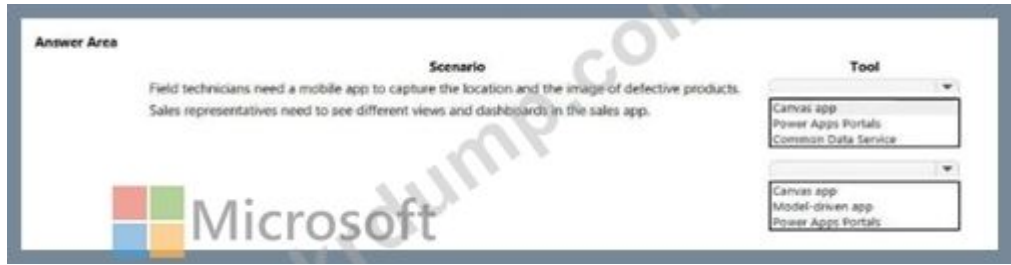 Answer Area
Scenario
Tool
Field technicians need a mobile app to capture the location and the image of defective products.
Sales representatives need to see different views and dashboards in the sales app.
Canvas app
Power Apps Portals
Common Data Service
Canvas app
Model-driven app
Power Apps Portals
Microsoft
krdump.com